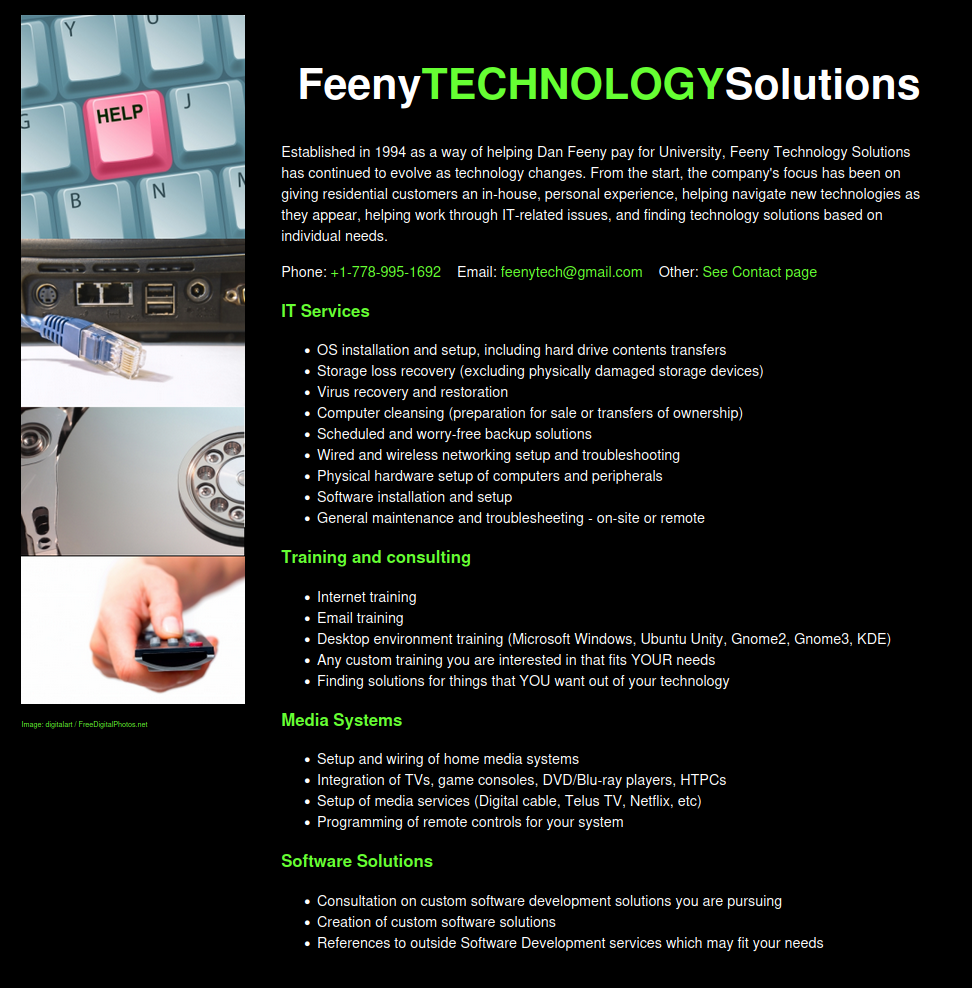 Y
U
G
HELP
J
B
N
M
FeenyTECHNOLOGYSolutions
Established in 1994 as a way of helping Dan Feeny pay for University, Feeny Technology Solutions
has continued to evolve as technology changes. From the start, the company's focus has been on
giving residential customers an in-house, personal experience, helping navigate new technologies as
they appear, helping work through IT-related issues, and finding technology solutions based on
individual needs.
Phone: +1-778-995-1692 Email: feenytech@gmail.com Other: See Contact page
IT Services
• OS installation and setup, including hard drive contents transfers
• Storage loss recovery (excluding physically damaged storage devices)
• Virus recovery and restoration
• Computer cleansing (preparation for sale or transfers of ownership)
• Scheduled and worry-free backup solutions
• Wired and wireless networking setup and troubleshooting
• Physical hardware setup of computers and peripherals
• Software installation and setup
• General maintenance and troublesheeting - on-site or remote
Training and consulting
• Internet training
• Email training
• Desktop environment training (Microsoft Windows, Ubuntu Unity, Gnome2, Gnome3, KDE)
• Any custom training you are interested in that fits YOUR needs
• Finding solutions for things that YOU want out of your technology
Media Systems
• Setup and wiring of home media systems
• Integration of TVs, game consoles, DVD/Blu-ray players, HTPCs
• Setup of media services (Digital cable, Telus TV, Netflix, etc)
• Programming of remote controls for your system
Software Solutions
• Consultation on custom software development solutions you are pursuing
• Creation of custom software solutions
• References to outside Software Development services which may fit your needs
Image: digitalart / FreeDigitalPhotos.net